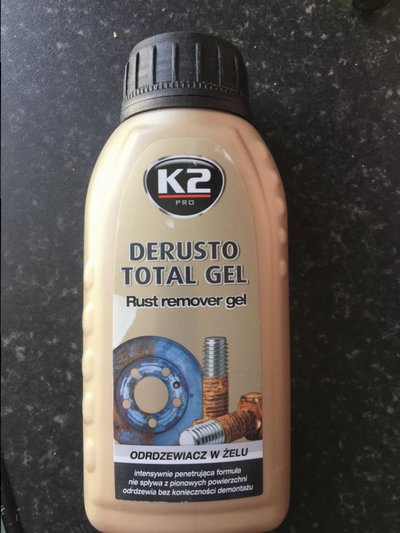 K2
PRO
DERUSTO
TOTAL GEL
Rust remover gel
ODRDZEWIACZ W ŻELU
intensywnie penetrująca formuła
nie spływa z pionowych powierzchni
odrdzewia bez konieczności demontażu